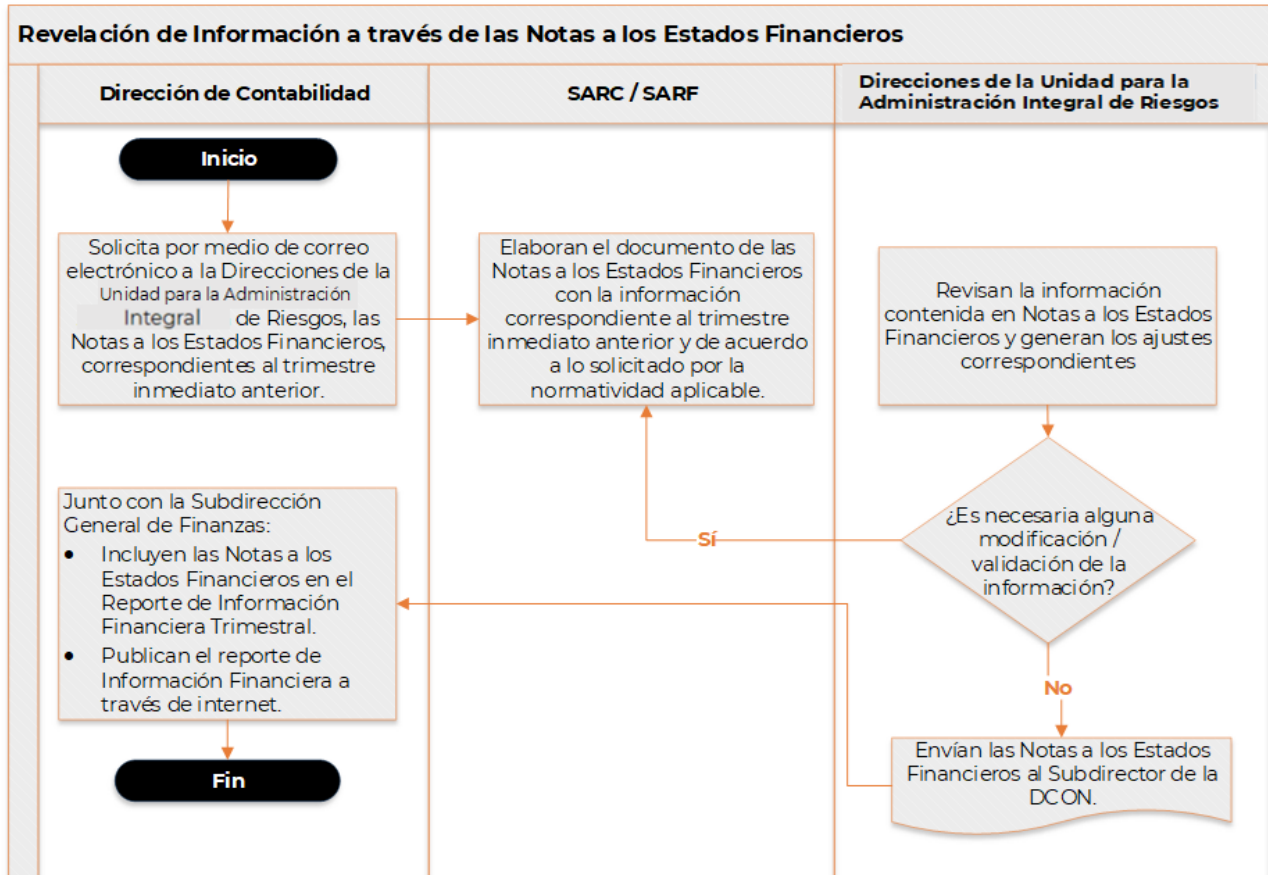 Revelación de Información a través de las Notas a los Estados Financieros
Dirección de Contabilidad
SARC / SARF
Direcciones de la Unidad para la
Administración Integral de Riesgos
Inicio
Solicita por medio de correo
electrónico a la Direcciones de la
Unidad para la Administración
Integral de Riesgos, las
Notas a los Estados Financieros,
correspondientes al trimestre
inmediato anterior.
Elaboran el documento de las
Notas a los Estados Financieros
con la información
correspondiente al trimestre
inmediato anterior y de acuerdo
a lo solicitado por la
normatividad aplicable.
Revisan la información
contenida en Notas a los Estados
Financieros y generan los ajustes
correspondientes
¿Es necesaria alguna
modificación /
validación de la
información?
Sí
No
Envían las Notas a los Estados
Financieros al Subdirector de la
DCON.
Junto con la Subdirección
General de Finanzas:
• Incluyen las Notas a los
Estados Financieros en el
Reporte de Información
Financiera Trimestral.
• Publican el reporte de
Información Financiera a
través de internet.
Fin